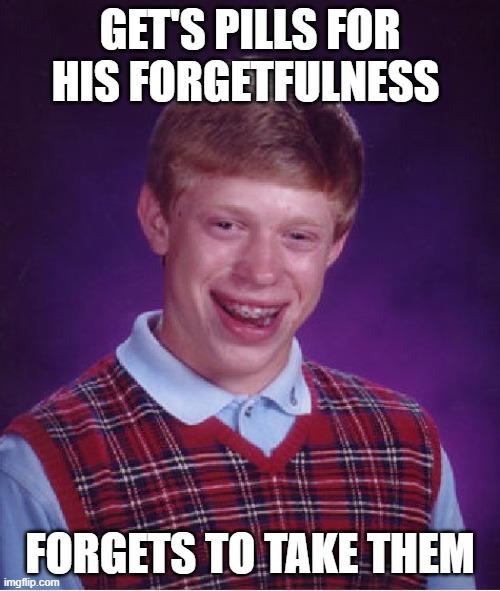 GET'S PILLS FOR
HIS FORGETFULNESS
FORGETS TO TAKE THEM
imgflip.com